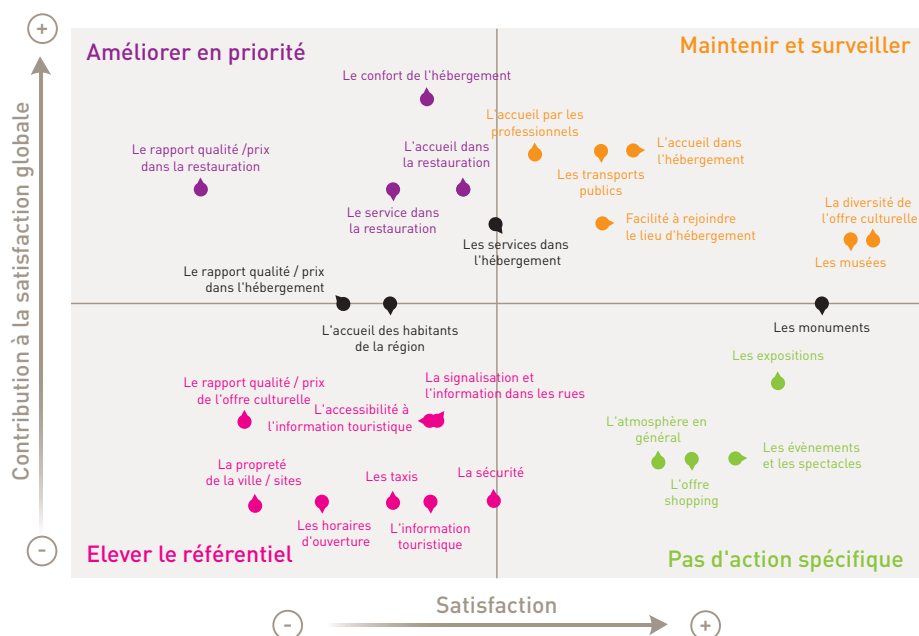 +
Améliorer en priorité
Maintenir et surveiller
Le confort de l'hébergement
L'accueil par les
professionnels
L'accueil dans
la restauration
L'accueil dans
l'hébergement
Le rapport qualité /prix
dans la restauration
Les transports
publics
Le service dans
la restauration
La diversité de
l'offre culturelle
Facilité à rejoindre
le lieu d'hébergement
Les services dans
l'hébergement
Les musées
Le rapport qualité / prix
dans l'hébergement
L'accueil des habitants
de la région
Les monuments
Les expositions
Le rapport qualité / prix
de l'offre culturelle
La signalisation et
l'information dans les rues
L'accessibilité à
l'information touristique
L'atmosphère en
général
Les évènements
et les spectacles
L'offre
shopping
La propreté
de la ville / sites
Les taxis
La sécurité
Les horaires
d'ouverture
L'information
touristique
Elever le référentiel
Pas d'action spécifique
Contribution à la satisfaction globale
-
Satisfaction
-
+